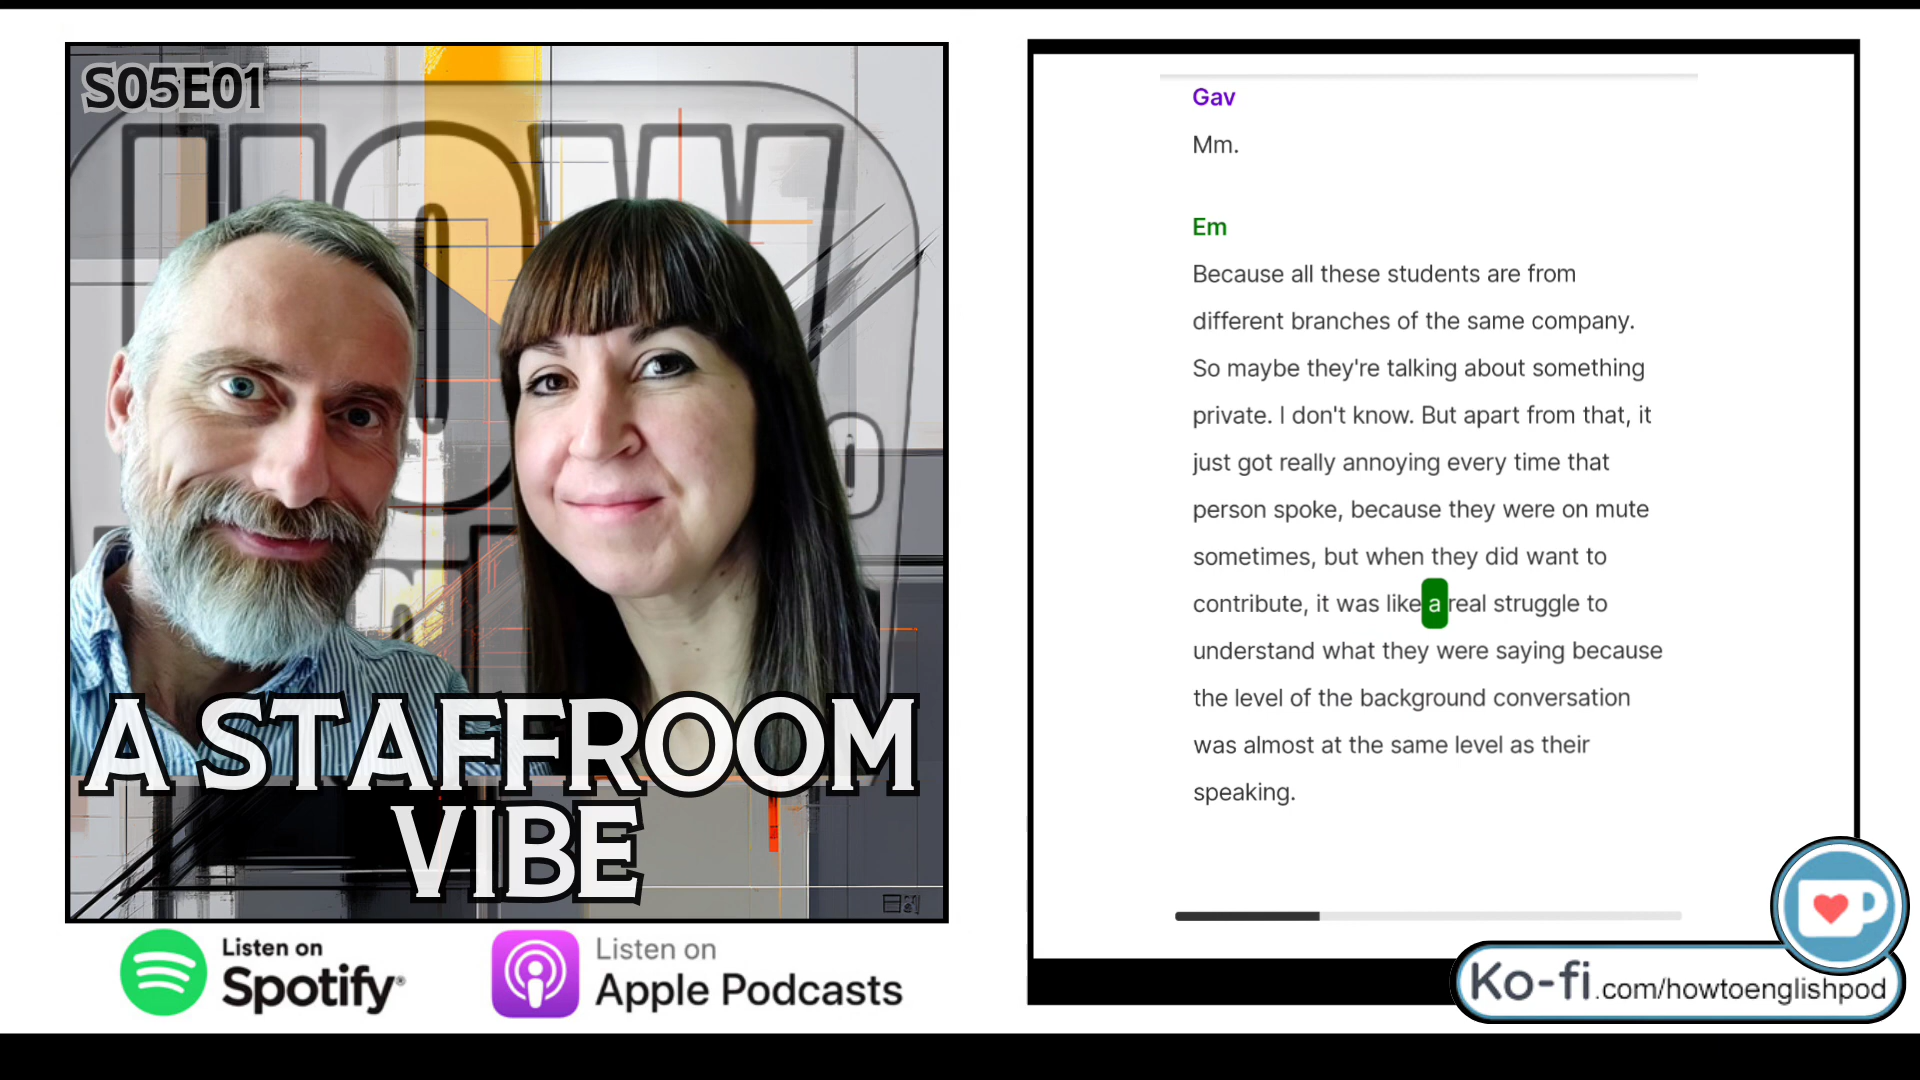 S05E01
HOW
TO
A STAFFROOM
VIBE
Listen on
Spotify®
Listen on
Apple Podcasts
Gav
Mm.
Em
Because all these students are from
different branches of the same company.
So maybe they're talking about something
private. I don't know. But apart from that, it
just got really annoying every time that
person spoke, because they were on mute
sometimes, but when they did want to
contribute, it was like a real struggle to
understand what they were saying because
the level of the background conversation
was almost at the same level as their
speaking.
Ko-fi.com/howtoenglishpod